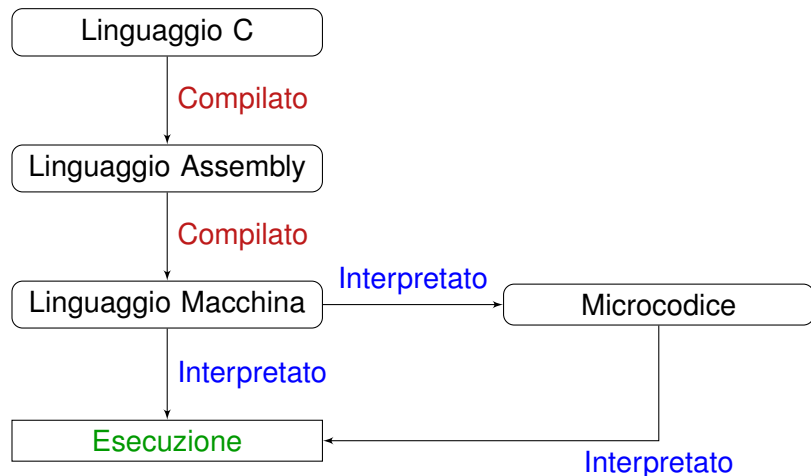 Linguaggio C
Compilato
Linguaggio Assembly
Compilato
Interpretato
Linguaggio Macchina
Microcodice
Interpretato
Esecuzione
Interpretato